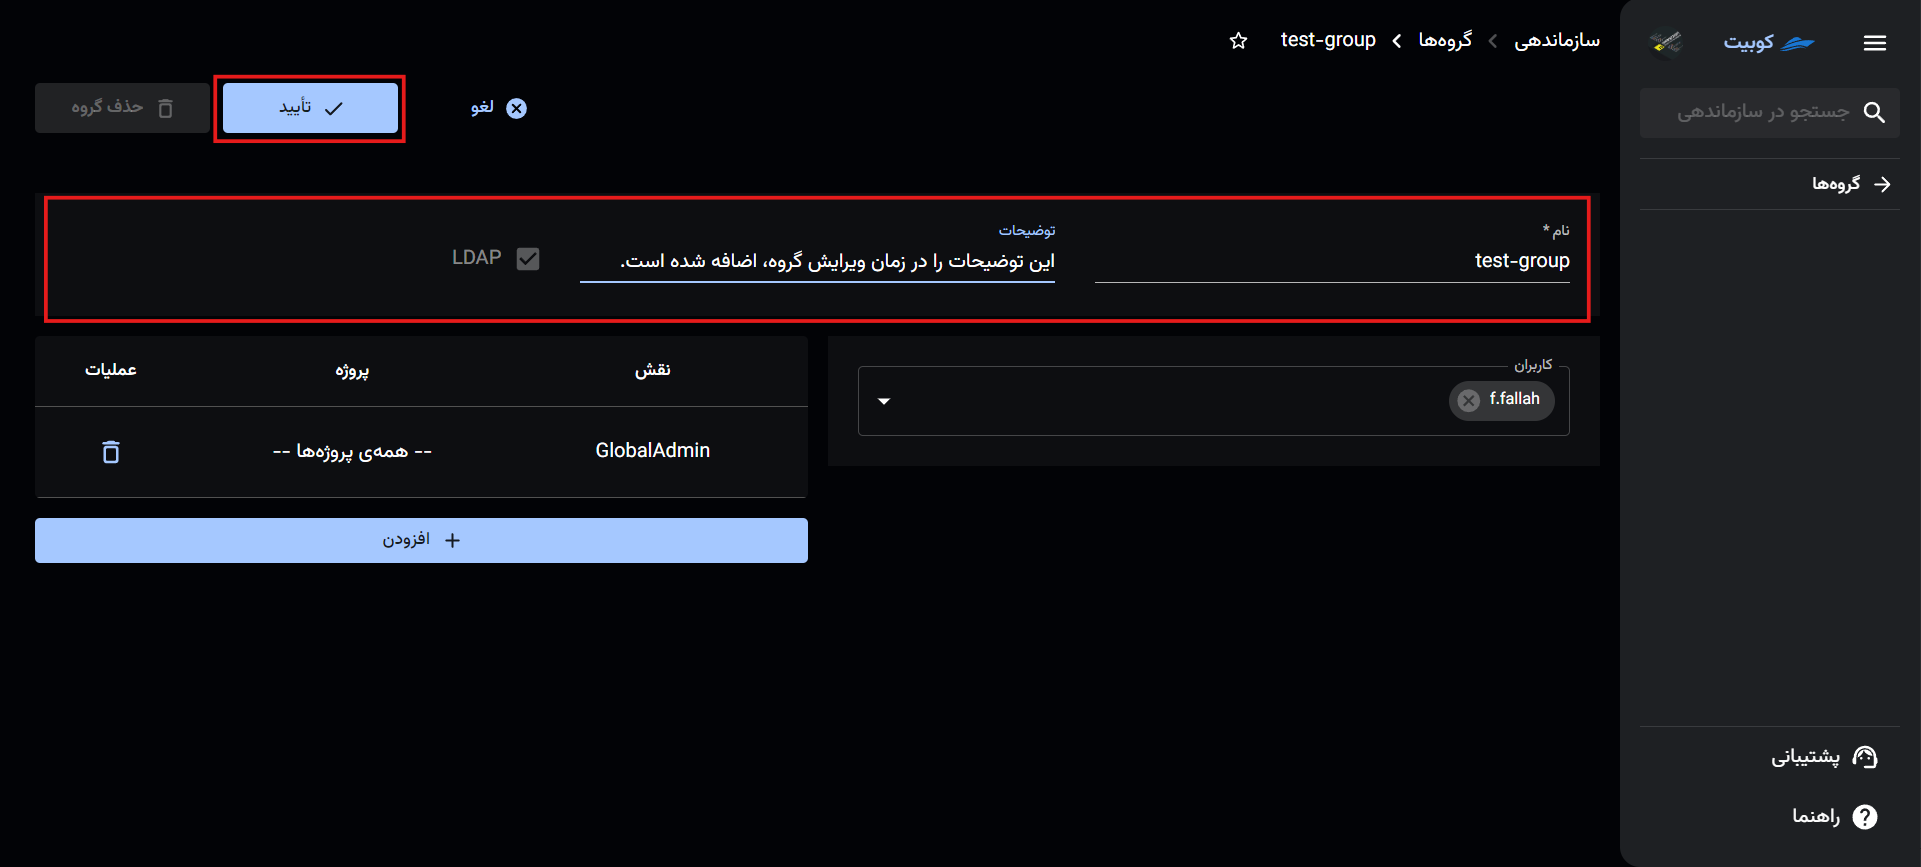 کوبیت
جستجو در سازماندهی
گروه‌ها
پشتیبانی
راهنما
سازماندهی
گروه‌ها
test-group
لغو
تأیید
حذف گروه
نام *
test-group
توضیحات
این توضیحات را در زمان ویرایش گروه، اضافه شده است.
LDAP
کاربران
f.fallah
نقش پروژه عملیات
GlobalAdmin -- همه‌ی پروژه‌ها --
افزودن